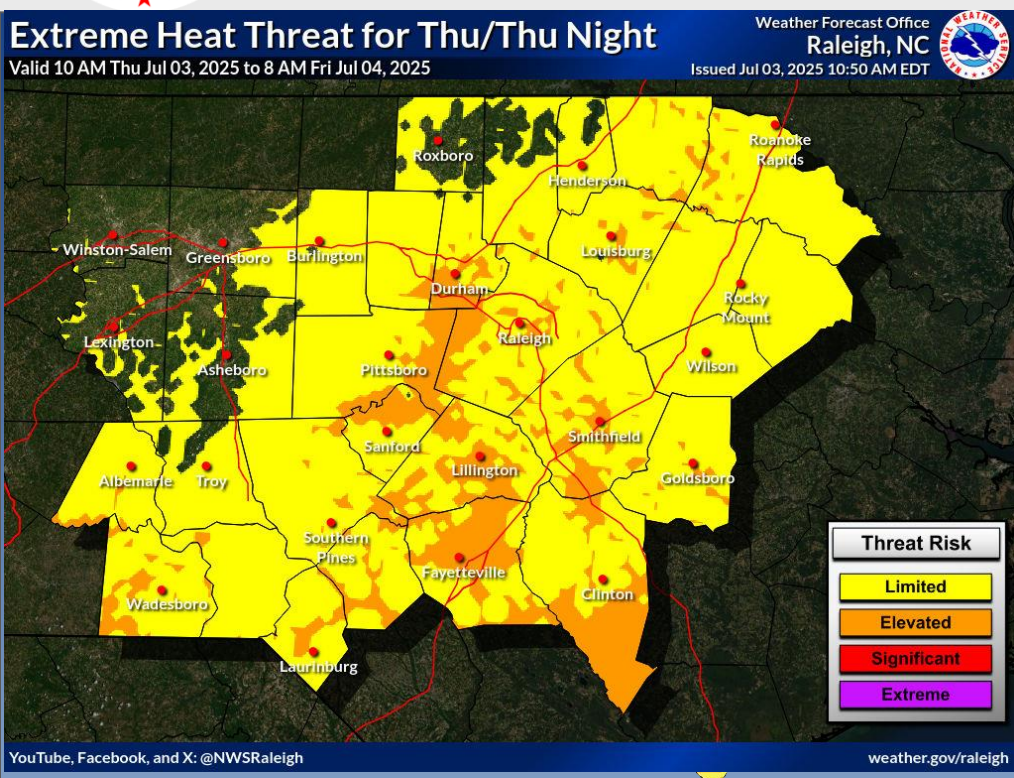 Extreme Heat Threat for Thu/Thu Night
Valid 10 AM Thu Jul 03, 2025 to 8 AM Fri Jul 04, 2025
Weather Forecast Office
Raleigh, NC
Issued Jul 03, 2025 10:50 AM EDT
NATIONAL WEATHER SERVICE
Roanoke
Rapids
Roxboro
Henderson
Winston-Salem
Greensboro
Burlington
Louisburg
Durham
Rocky
Mount
Lexington
Raleigh
Asheboro
Pittsboro
Wilson
Sanford
Smithfield
Albemarle
Troy
Lillington
Goldsboro
Southern
Pines
Fayetteville
Wadesboro
Clinton
Laurinburg
Threat Risk
Limited
Elevated
Significant
Extreme
YouTube, Facebook, and X: @NWSRaleigh
weather.gov/raleigh